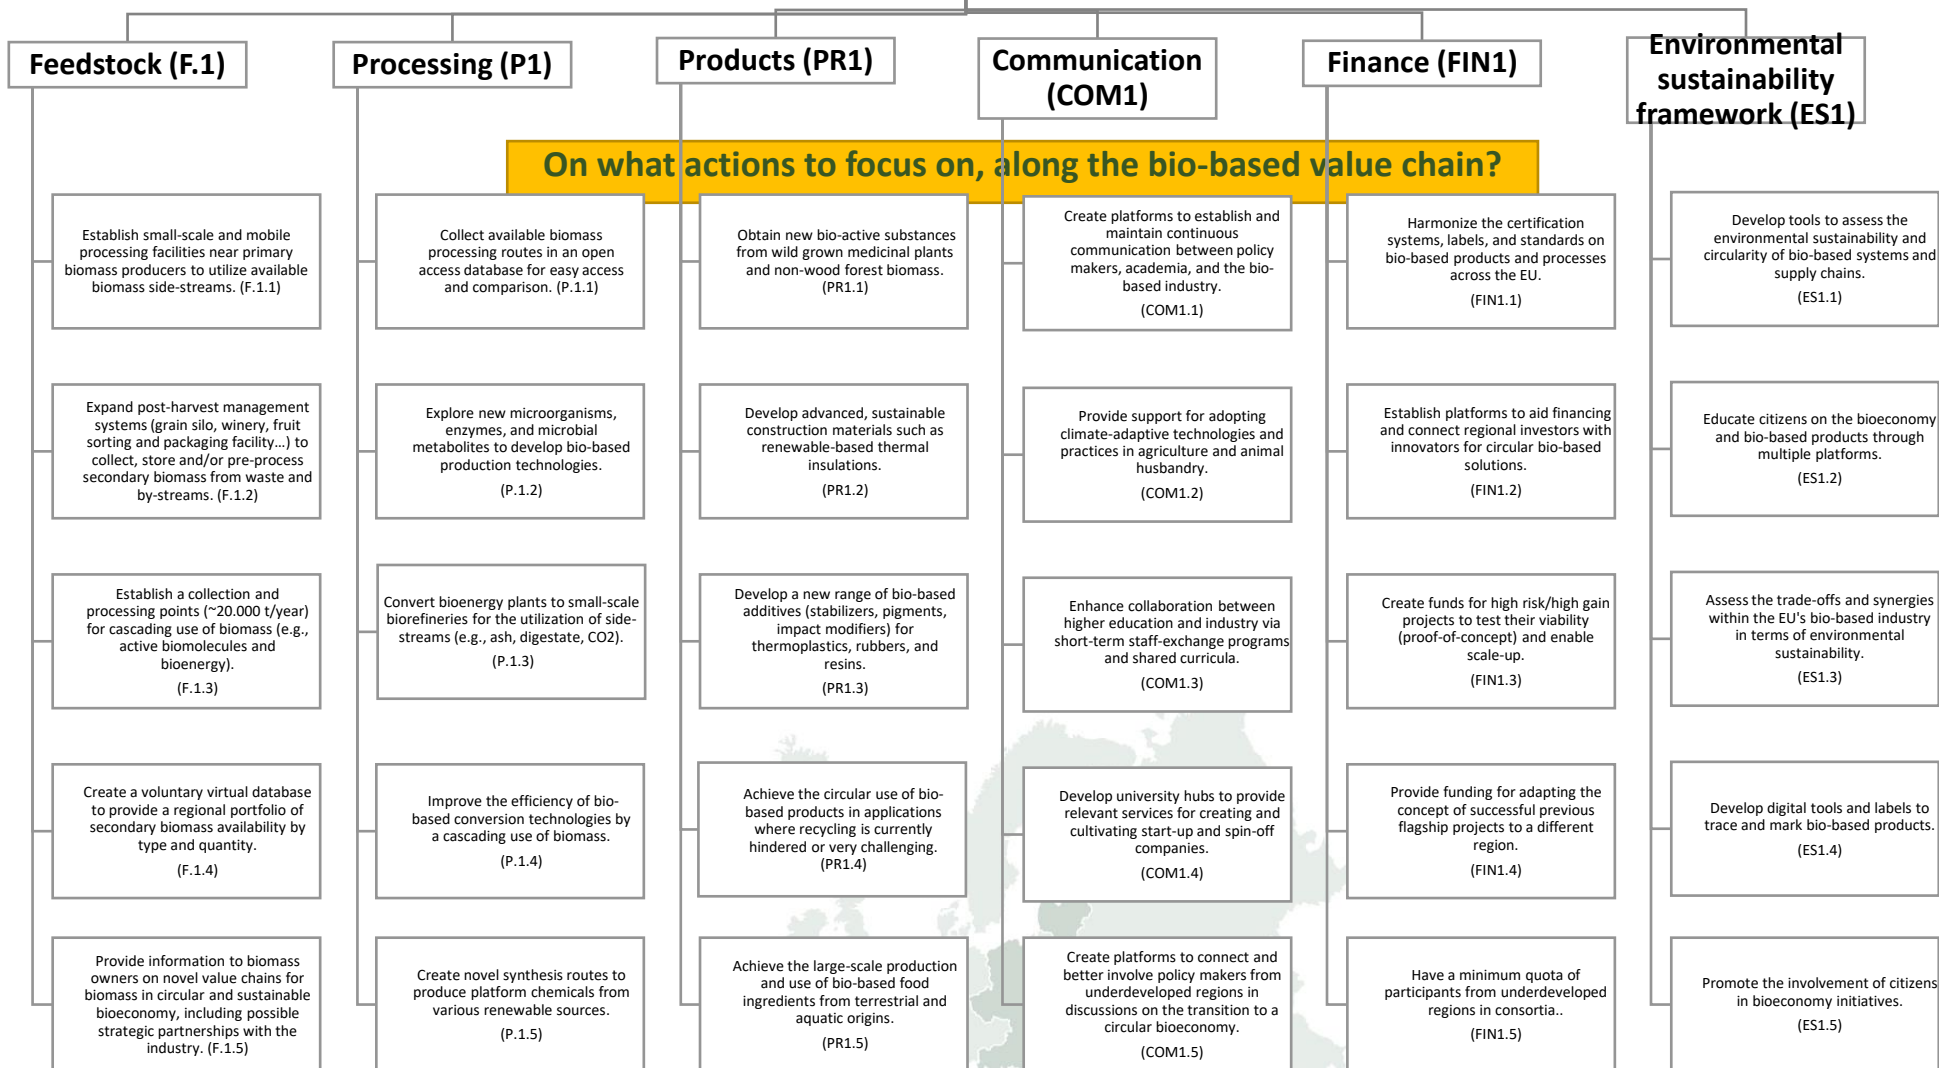 Feedstock (F.1)
Processing (P1)
Products (PR1)
Communication
(COM1)
Finance (FIN1)
Environmental
sustainability
framework (ES1)
On what actions to focus on, along the bio-based value chain?
Establish small-scale and mobile
processing facilities near primary
biomass producers to utilize available
biomass side-streams. (F.1.1)
Expand post-harvest management
systems (grain silo, winery, fruit
sorting and packaging facility…) to
collect, store and/or pre-process
secondary biomass from waste and
by-streams. (F.1.2)
Establish a collection and
processing points (~20.000 t/year)
for cascading use of biomass (e.g.,
active biomolecules and
bioenergy).
(F.1.3)
Create a voluntary virtual database
to provide a regional portfolio of
secondary biomass availability by
type and quantity.
(F.1.4)
Provide information to biomass
owners on novel value chains for
biomass in circular and sustainable
bioeconomy, including possible
strategic partnerships with the
industry. (F.1.5)
Collect available biomass
processing routes in an open
access database for easy access
and comparison. (P.1.1)
Explore new microorganisms,
enzymes, and microbial
metabolites to develop bio-based
production technologies.
(P.1.2)
Convert bioenergy plants to small-scale
biorefineries for the utilization of side-
streams (e.g., ash, digestate, CO2).
(P.1.3)
Improve the efficiency of bio-
based conversion technologies by
a cascading use of biomass.
(P.1.4)
Create novel synthesis routes to
produce platform chemicals from
various renewable sources.
(P.1.5)
Obtain new bio-active substances
from wild grown medicinal plants
and non-wood forest biomass.
(PR1.1)
Develop advanced, sustainable
construction materials such as
renewable-based thermal
insulations.
(PR1.2)
Develop a new range of bio-based
additives (stabilizers, pigments,
impact modifiers) for
thermoplastics, rubbers, and
resins.
(PR1.3)
Achieve the circular use of bio-
based products in applications
where recycling is currently
hindered or very challenging.
(PR1.4)
Achieve the large-scale production
and use of bio-based food
ingredients from terrestrial and
aquatic origins.
(PR1.5)
Create platforms to establish and
maintain continuous
communication between policy
makers, academia, and the bio-
based industry.
(COM1.1)
Provide support for adopting
climate-adaptive technologies and
practices in agriculture and animal
husbandry.
(COM1.2)
Enhance collaboration between
higher education and industry via
short-term staff-exchange programs
and shared curricula.
(COM1.3)
Develop university hubs to provide
relevant services for creating and
cultivating start-up and spin-off
companies.
(COM1.4)
Create platforms to connect and
better involve policy makers from
underdeveloped regions in
discussions on the transition to a
circular bioeconomy.
(COM1.5)
Harmonize the certification
systems, labels, and standards on
bio-based products and processes
across the EU.
(FIN1.1)
Establish platforms to aid financing
and connect regional investors with
innovators for circular bio-based
solutions.
(FIN1.2)
Create funds for high risk/high gain
projects to test their viability
(proof-of-concept) and enable
scale-up.
(FIN1.3)
Provide funding for adapting the
concept of successful previous
flagship projects to a different
region.
(FIN1.4)
Have a minimum quota of
participants from underdeveloped
regions in consortia..
(FIN1.5)
Develop tools to assess the
environmental sustainability and
circularity of bio-based systems and
supply chains.
(ES1.1)
Educate citizens on the bioeconomy
and bio-based products through
multiple platforms.
(ES1.2)
Assess the trade-offs and synergies
within the EU's bio-based industry
in terms of environmental
sustainability.
(ES1.3)
Develop digital tools and labels to
trace and mark bio-based products.
(ES1.4)
Promote the involvement of citizens
in bioeconomy initiatives.
(ES1.5)